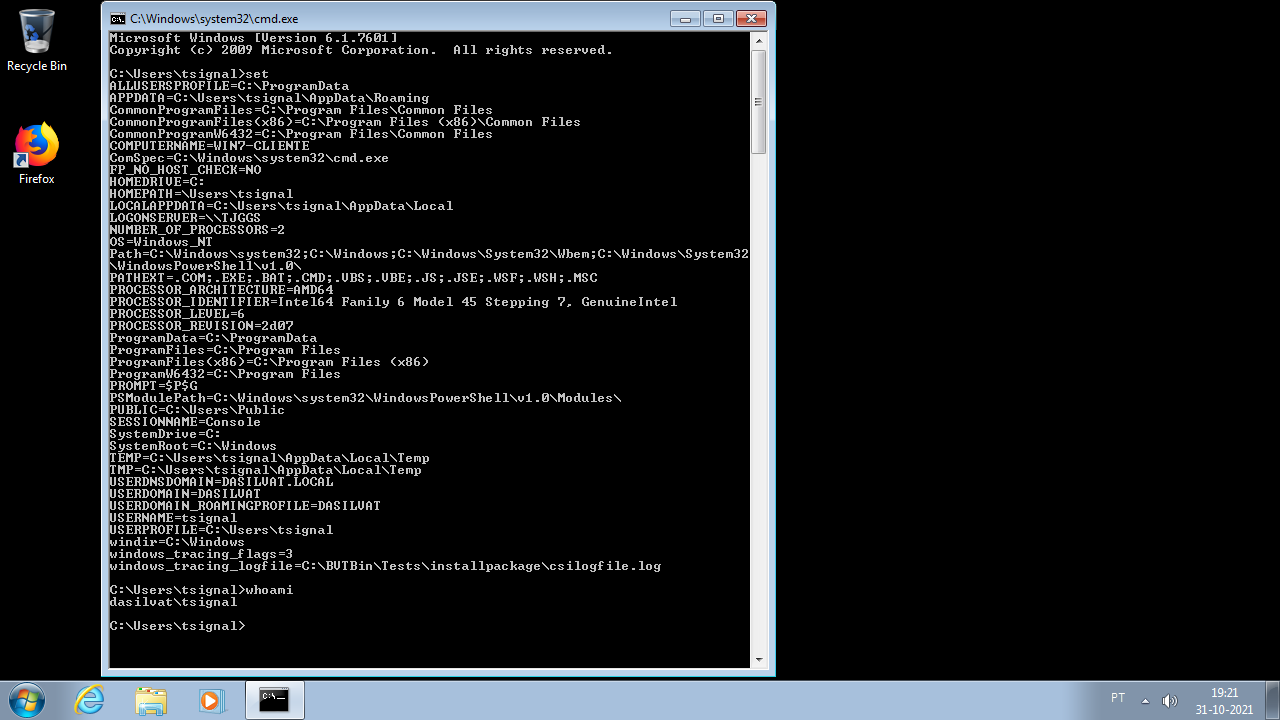 Recycle Bin
Firefox
C:\Windows\system32\cmd.exe
Microsoft Windows [Version 6.1.7601]
Copyright (c) 2009 Microsoft Corporation.  All rights reserved.
C:\Users\tsignal>set
ALLUSERSPROFILE=C:\ProgramData
APPDATA=C:\Users\tsignal\AppData\Roaming
CommonProgramFiles=C:\Program Files\Common Files
CommonProgramFiles(x86)=C:\Program Files (x86)\Common Files
CommonProgramW6432=C:\Program Files\Common Files
COMPUTERNAME=WIN7-CLIENTE
ComSpec=C:\Windows\system32\cmd.exe
FP_NO_HOST_CHECK=NO
HOMEDRIVE=C:
HOMEPATH=\Users\tsignal
LOCALAPPDATA=C:\Users\tsignal\AppData\Local
LOGONSERVER=\\TJGGS
NUMBER_OF_PROCESSORS=2
OS=Windows_NT
Path=C:\Windows\system32;C:\Windows;C:\Windows\System32\Wbem;C:\Windows\System32
\WindowsPowerShell\v1.0\
PATHEXT=.COM;.EXE;.BAT;.CMD;.VBS;.VBE;.JS;.JSE;.WSF;.WSH;.MSC
PROCESSOR_ARCHITECTURE=AMD64
PROCESSOR_IDENTIFIER=Intel64 Family 6 Model 45 Stepping 7, GenuineIntel
PROCESSOR_LEVEL=6
PROCESSOR_REVISION=2d07
ProgramData=C:\ProgramData
ProgramFiles=C:\Program Files
ProgramFiles(x86)=C:\Program Files (x86)
ProgramW6432=C:\Program Files
PROMPT=$P$G
PSModulePath=C:\Windows\system32\WindowsPowerShell\v1.0\Modules\
PUBLIC=C:\Users\Public
SESSIONNAME=Console
SystemDrive=C:
SystemRoot=C:\Windows
TEMP=C:\Users\tsignal\AppData\Local\Temp
TMP=C:\Users\tsignal\AppData\Local\Temp
USERDNSDOMAIN=DASILVAT.LOCAL
USERDOMAIN=DASILVAT
USERDOMAIN_ROAMINGPROFILE=DASILVAT
USERNAME=tsignal
USERPROFILE=C:\Users\tsignal
windir=C:\Windows
windows_tracing_flags=3
windows_tracing_logfile=C:\BVTBin\Tests\installpackage\csilogfile.log
C:\Users\tsignal>whoami
dasilvat\tsignal
C:\Users\tsignal>
PT
19:21
31-10-2021